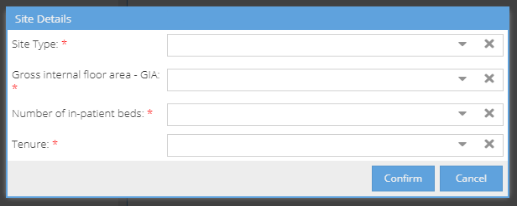 Site Details
Site Type: *
Gross internal floor area - GIA:
*
Number of in-patient beds: *
Tenure: *
Confirm Cancel